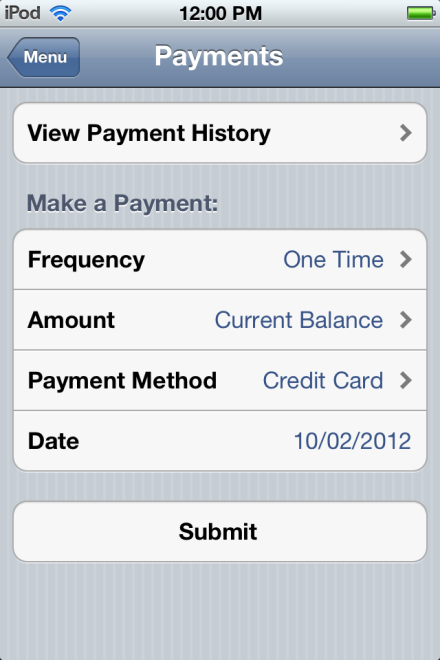 iPod 12:00 PM
Menu Payments
View Payment History
Make a Payment:
Frequency One Time
Amount Current Balance
Payment Method Credit Card
Date 10/02/2012
Submit